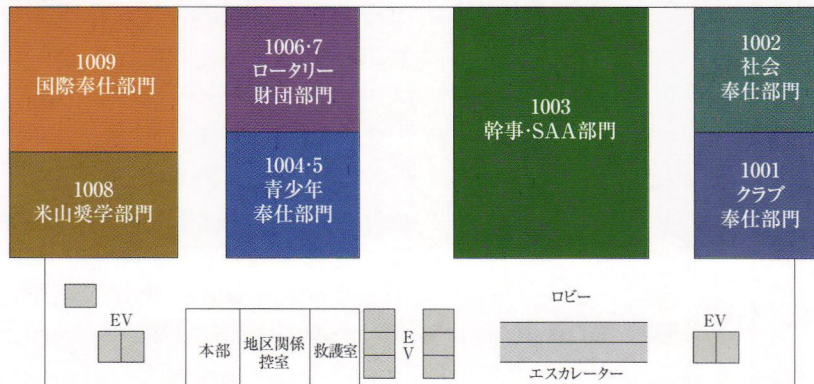 1009
国際奉仕部門
1008
米山奨学部門
1006·7
ロータリー
財団部門
1004·5
青少年
奉仕部門
1003
幹事·SAA部門
1002
社会
奉仕部門
1001
クラブ
奉仕部門
EV
本部
地区関係
控室
救護室
E
V
ロビー
エスカレーター
EV